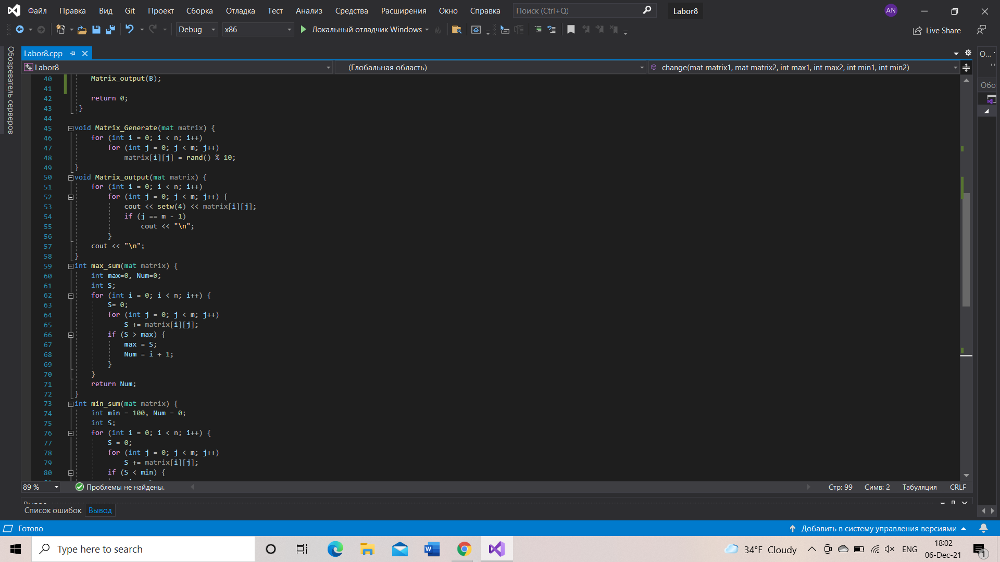 Файл Правка Вид Git Проект Сборка Отладка Тест Анализ Средства Расширения Окно Справка Поиск (Ctrl+Q) Labor8 AN
Debug x86 Локальный отладчик Windows Live Share
Обозреватель серверов
Labor8.cpp О...
Labor8 (Глобальная область) change(mat matrix1, mat matrix2, int max1, int max2, int min1, int min2)
Обо
40 Matrix_output(B);
41
42 return 0;
43 }
44
45 void Matrix_Generate(mat matrix) {
46 for (int i = 0; i < n; i++)
47 for (int j = 0; j < m; j++)
48 matrix[i][j] = rand() % 10;
49 }
50 void Matrix_output(mat matrix) {
51 for (int i = 0; i < n; i++)
52 for (int j = 0; j < m; j++) {
53 cout << setw(4) << matrix[i][j];
54 if (j == m - 1)
55 cout << "\n";
56 }
57 cout << "\n";
58 }
59 int max_sum(mat matrix) {
60 int max=0, Num=0;
61 int S;
62 for (int i = 0; i < n; i++) {
63 S= 0;
64 for (int j = 0; j < m; j++)
65 S += matrix[i][j];
66 if (S > max) {
67 max = S;
68 Num = i + 1;
69 }
70 }
71 return Num;
72 }
73 int min_sum(mat matrix) {
74 int min = 100, Num = 0;
75 int S;
76 for (int i = 0; i < n; i++) {
77 S = 0;
78 for (int j = 0; j < m; j++)
79 S += matrix[i][j];
80 if (S < min) {
89 % Проблемы не найдены. Стр: 99 Симв: 2 Табуляция CRLF
Список ошибок Вывод
Готово Добавить в систему управления версиями
Type here to search 34°F Cloudy ENG 18:02
06-Dec-21 1